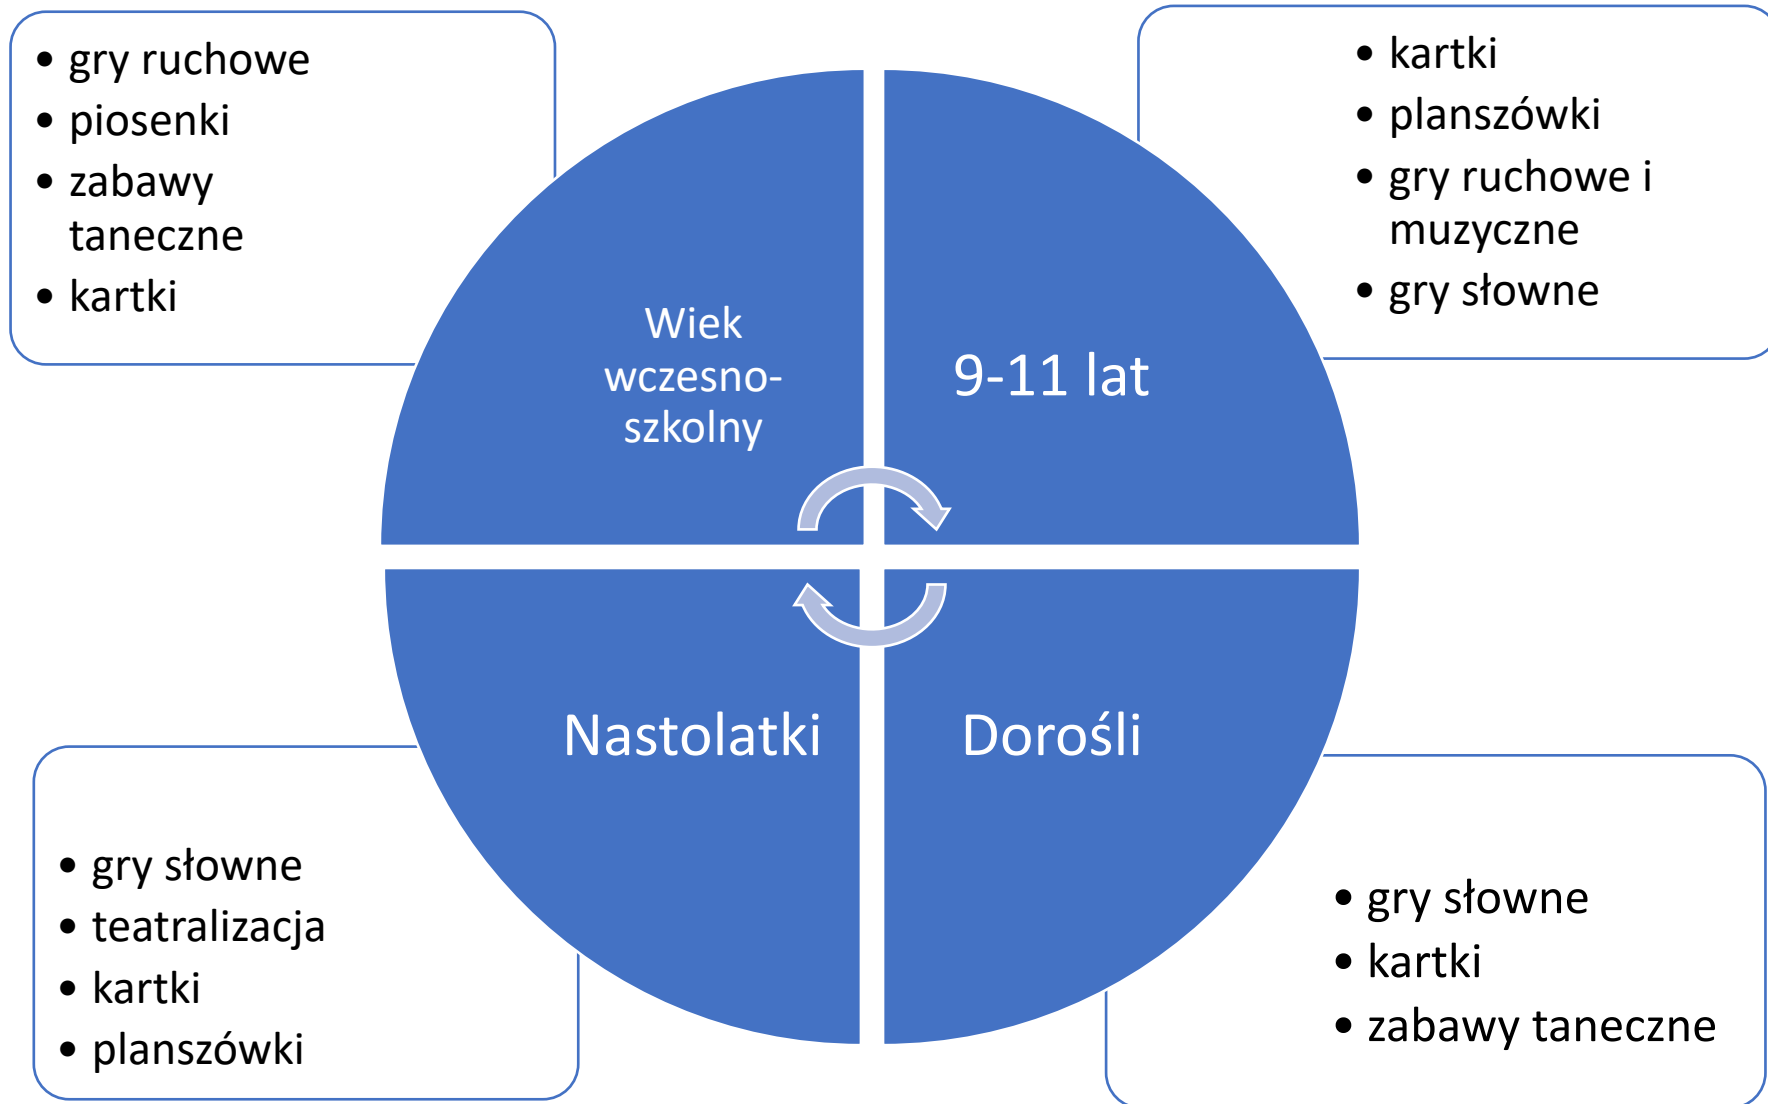 • gry ruchowe
• piosenki
• zabawy
taneczne
• kartki
• kartki
• planszówki
• gry ruchowe i
muzyczne
• gry słowne
Wiek
wczesno-
szkolny
9-11 lat
Nastolatki
Dorośli
• gry słowne
• teatralizacja
• kartki
• planszówki
• gry słowne
• kartki
• zabawy taneczne